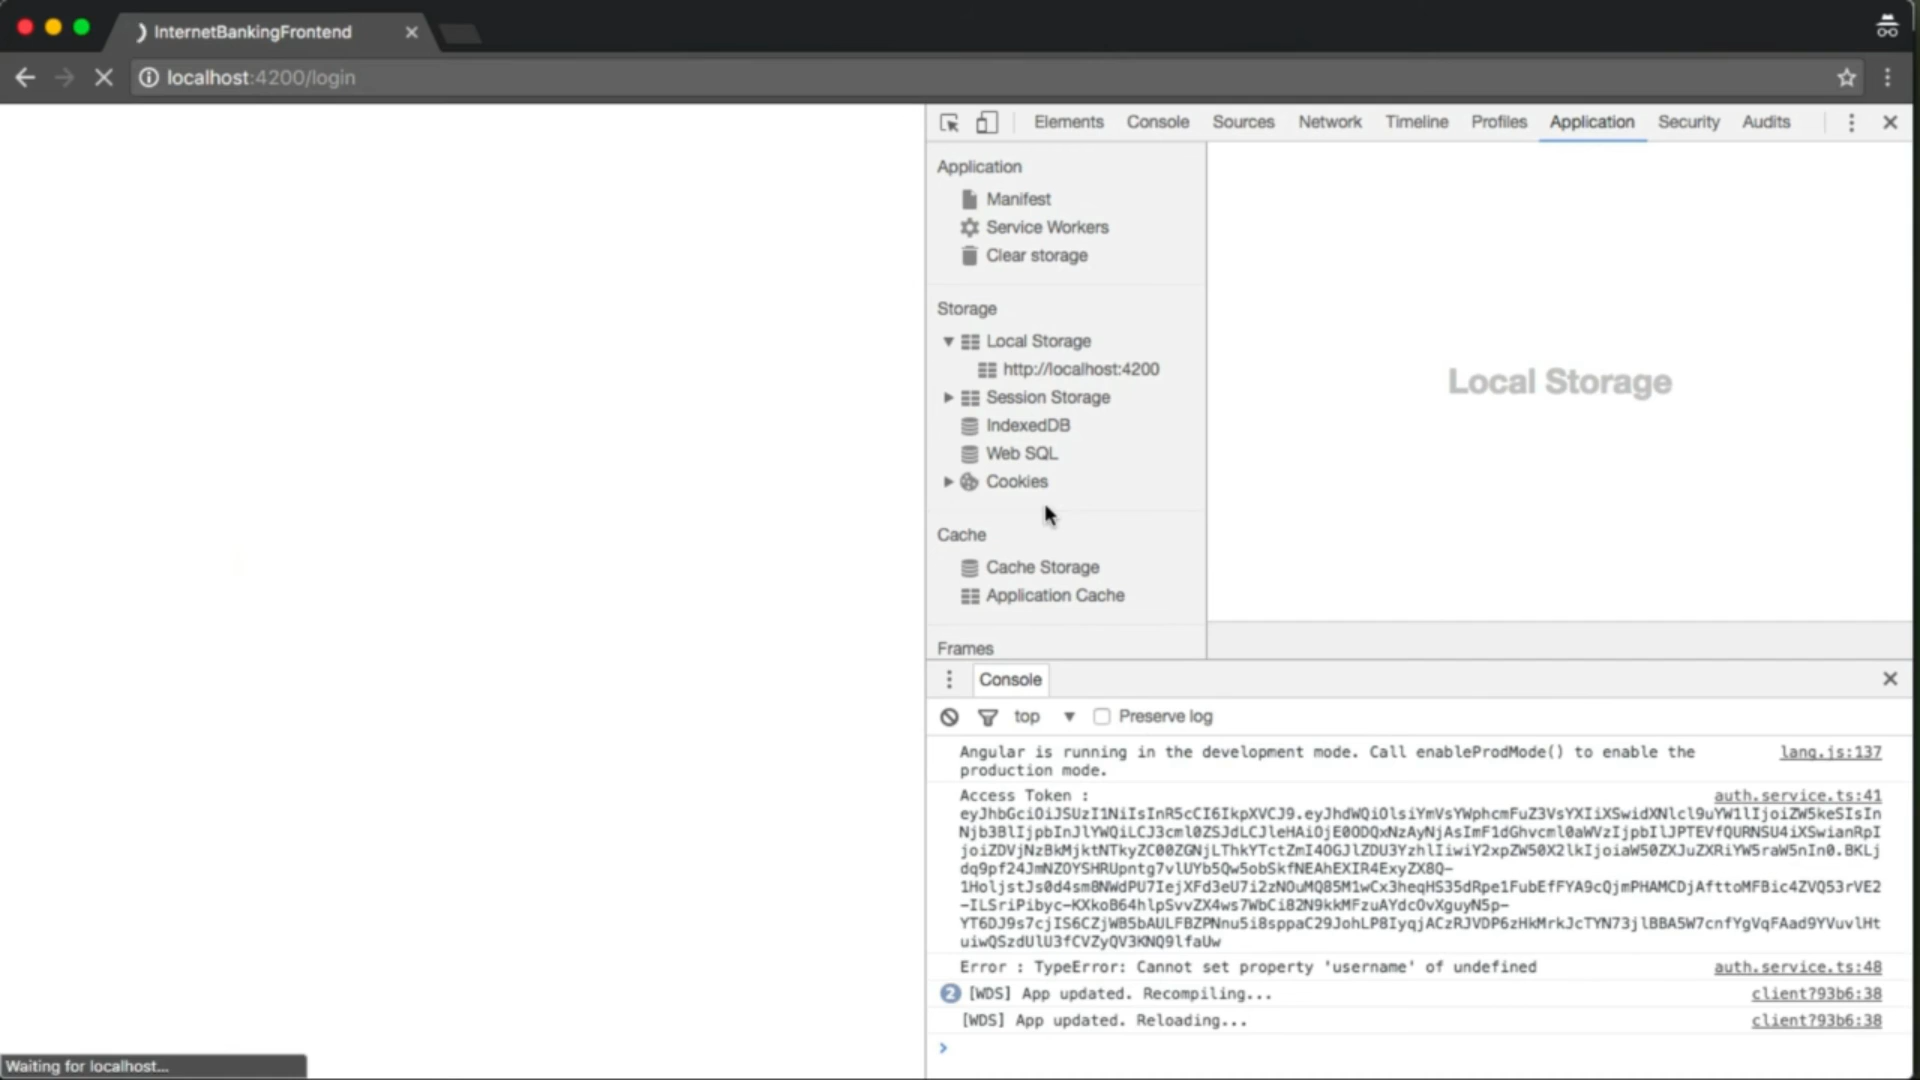 InternetBankingFrontend
localhost:4200/login
Elements Console Sources Network Timeline Profiles Application Security Audits
Application
Manifest
Service Workers
Clear storage
Storage
Local Storage
http://localhost:4200
Session Storage
IndexedDB
Web SQL
Cookies
Cache
Cache Storage
Application Cache
Frames
Local Storage
Console
top Preserve log
Angular is running in the development mode. Call enableProdMode() to enable the lang.js:137
production mode.
Access Token : auth.service.ts:41
Error : TypeError: Cannot set property 'username' of undefined auth.service.ts:48
2 [WDS] App updated. Recompiling... client?93b6:38
[WDS] App updated. Reloading... client?93b6:38
Waiting for localhost...